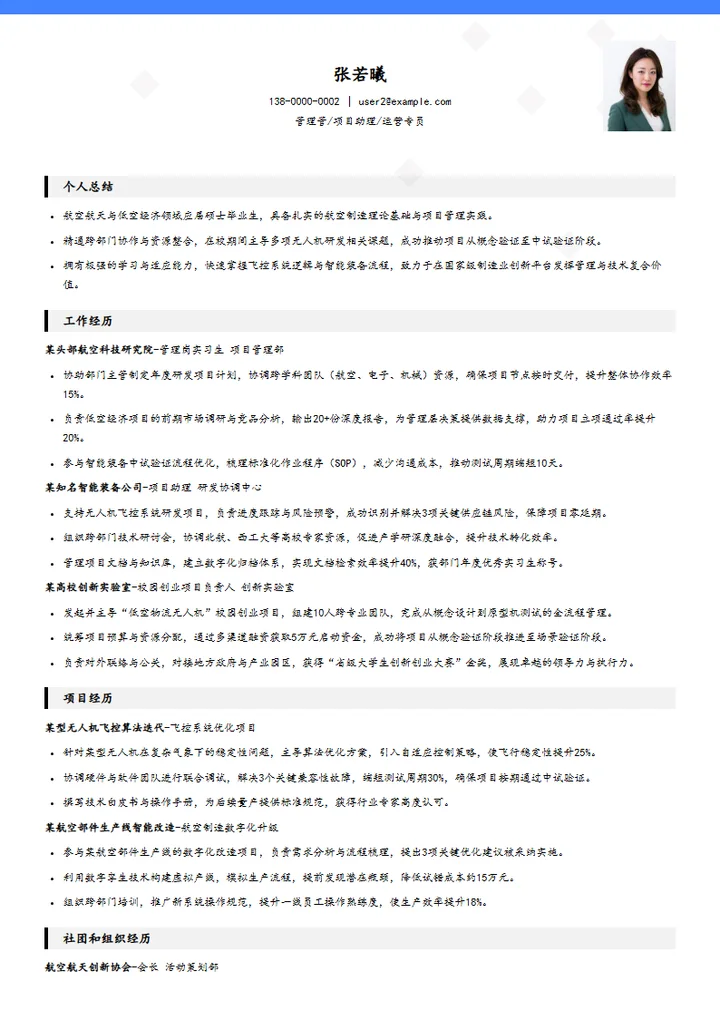 张若曦
138-0000-0002 | user2@example.com
管理营/项目助理/运营专员
个人总结
• 航空航天与低空经济领域应届硕士毕业生，具备扎实的航空制造理论基础与项目管理实践。
• 精通跨部门协作与资源整合，在校期间主导多项无人机研发相关课题，成功推动项目从概念验证至中试验证阶段。
• 拥有极强的学习与适应能力，快速掌握飞控系统逻辑与智能装备流程，致力于在国家级制造业创新平台发挥管理与技术复合价
值。
工作经历
某头部航空科技研究院-管理岗实习生 项目管理部
• 协助部门主管制定年度研发项目计划，协调跨学科团队（航空、电子、机械）资源，确保项目节点按时交付，提升整体协作效率
15%。
• 负责低空经济项目的前期市场调研与竞品分析，输出20+份深度报告，为管理层决策提供数据支撑，助力项目立项通过率提升
20%。
• 参与智能装备中试验证流程优化，梳理标准化作业程序（SOP），减少沟通成本，推动测试周期缩短10天。
某知名智能装备公司-项目助理 研发协调中心
• 支持无人机飞控系统研发项目，负责进度跟踪与风险预警，成功识别并解决3项关键供应链风险，保障项目零延期。
• 组织跨部门技术研讨会，协调北航、西工大等高校专家资源，促进产学研深度融合，提升技术转化效率。
• 管理项目文档与知识库，建立数字化归档体系，实现文档检索效率提升40%，获部门年度优秀实习生称号。
某高校创新实验室-校园创业项目负责人 创新实验室
• 发起并主导“低空物流无人机”校园创业项目，组建10人跨专业团队，完成从概念设计到原型机测试的全流程管理。
• 统筹项目预算与资源分配，通过多渠道融资获取5万元启动资金，成功将项目从概念验证阶段推进至场景验证阶段。
• 负责对外联络与公关，对接地方政府与产业园区，获得“省级大学生创新创业大赛”金奖，展现卓越的领导力与执行力。
项目经历
某型无人机飞控算法迭代-飞控系统优化项目
• 针对某型无人机在复杂气象下的稳定性问题，主导算法优化方案，引入自适应控制策略，使飞行稳定性提升25%。
• 协调硬件与软件团队进行联合调试，解决3个关键兼容性故障，缩短测试周期30%，确保项目按期通过中试验证。
• 撰写技术白皮书与操作手册，为后续量产提供标准规范，获得行业专家高度认可。
某航空部件生产线智能改造-航空制造数字化升级
• 参与某航空部件生产线的数字化改造项目，负责需求分析与流程梳理，提出3项关键优化建议被采纳实施。
• 利用数字孪生技术构建虚拟产线，模拟生产流程，提前发现潜在瓶颈，降低试错成本约15万元。
• 组织跨部门培训，推广新系统操作规范，提升一线员工操作熟练度，使生产效率提升18%。
社团和组织经历
航空航天创新协会-会长 活动策划部